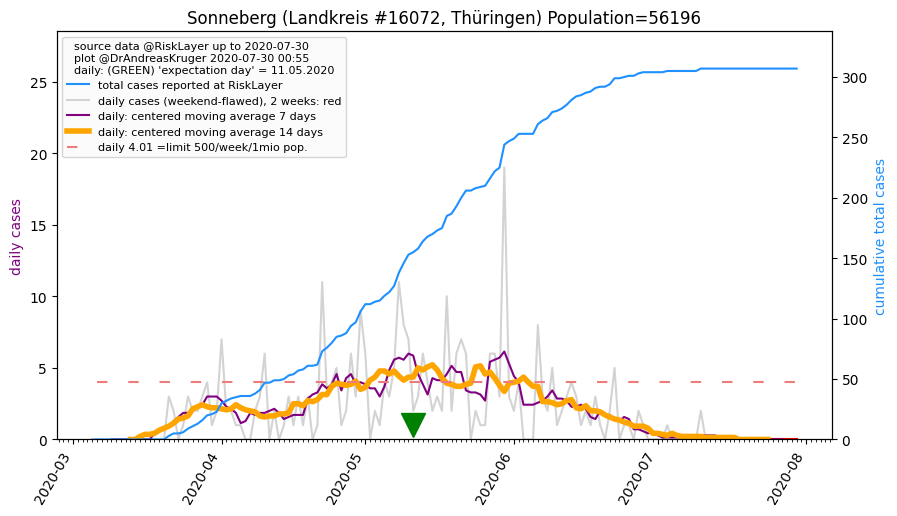 Sonneberg (Landkreis #16072, Thüringen) Population=56196
source data @RiskLayer up to 2020-07-30
plot @DrAndreasKruger 2020-07-30 00:55
daily: (GREEN) 'expectation day' = 11.05.2020
total cases reported at RiskLayer
daily cases (weekend-flawed), 2 weeks: red
daily: centered moving average 7 days
daily: centered moving average 14 days
daily 4.01 =limit 500/week/1mio pop.
daily cases
25
20
15
10
5
0
cumulative total cases
300
250
200
150
100
50
0
2020-03
2020-04
2020-05
2020-06
2020-07
2020-08